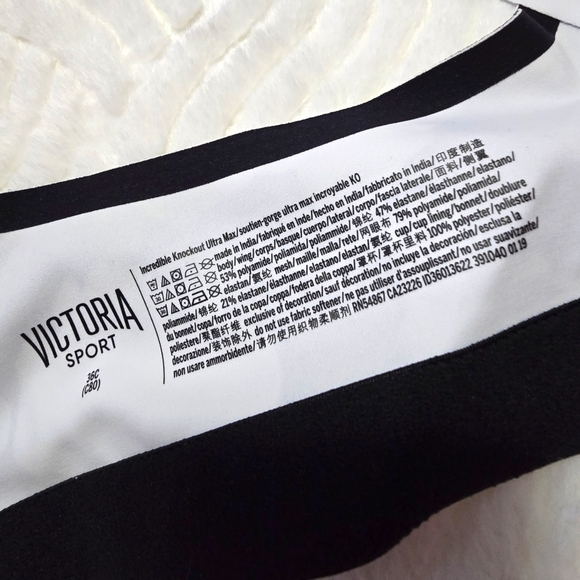 VICTORIA
SPORT
36C
(C80)
Incredible Knockout Ultra Max/soutien-gorge ultra max incroyable KO
made in India/fabriqué en Inde/hecho en India/fabbricato in India/印度制造
body/wing/corps/basque/cuerpo/lateral/corpo/fascia laterale/面料/侧翼
53% polyamide/poliamida/poliammide/锦纶 47% elastane/élasthanne/elastano/
elastan/氨纶 mesh/maille/malla/rete/网眼布 79% polyamide/poliamida/
poliammide/锦纶 21% elastane/élasthanne/elastano/elastan/氨纶 cup/cup lining/bonnet/doublure
du bonnet/copa/forro de la copa/coppa/fodera della coppa/罩杯/罩杯里料 100% polyester/poliéster/
poliestere/聚酯纤维 exclusive of decoration/sauf décoration/no incluye la decoración/esclusa la
decorazione/装饰除外 do not use fabric softener/ne pas utiliser d'assouplissant/no usar suavizante/
non usare ammorbidente/请勿使用织物柔顺剂 RN54867 CA23226 ID36013622 391040 0119